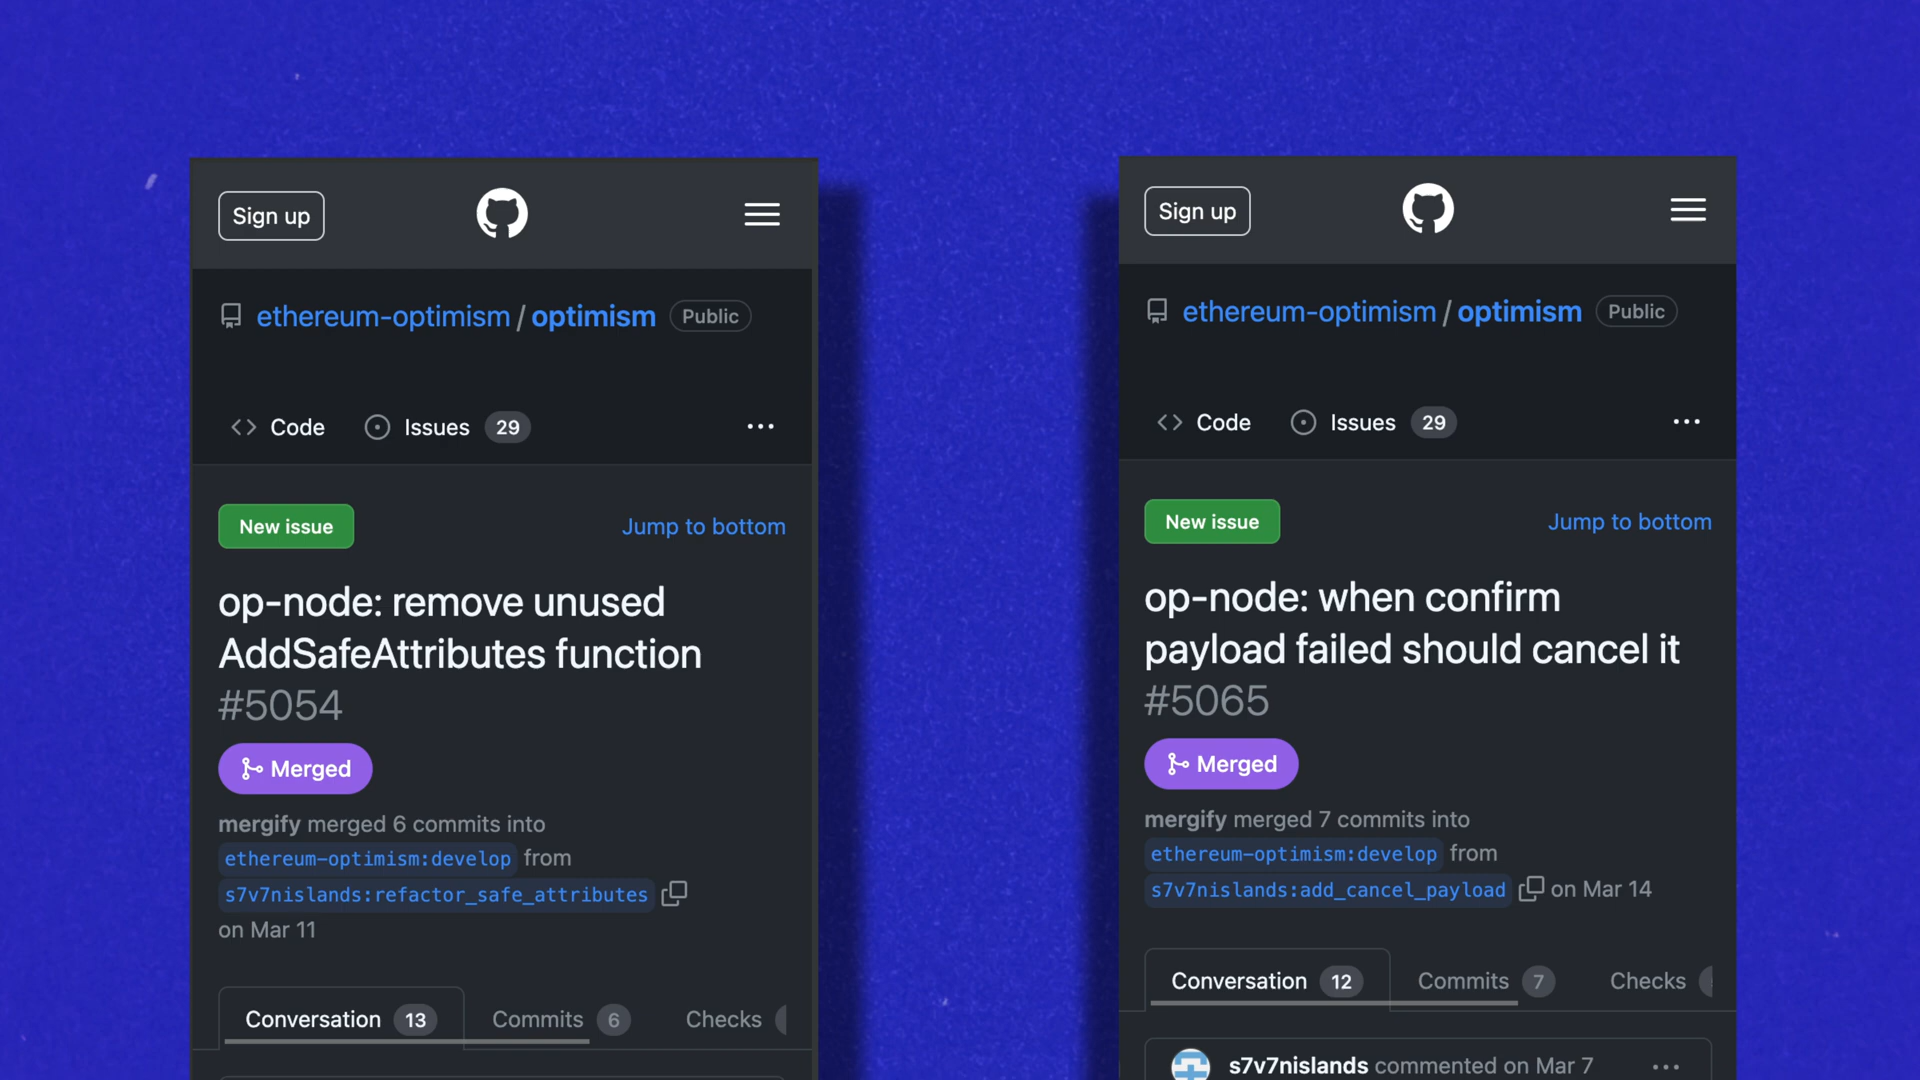 Sign up
ethereum-optimism / optimism Public
Code Issues 29
New issue Jump to bottom
op-node: remove unused
AddSafeAttributes function
#5054
Merged
mergify merged 6 commits into
ethereum-optimism:develop from
s7v7nislands:refactor_safe_attributes
on Mar 11
Conversation 13 Commits 6 Checks
Sign up
ethereum-optimism / optimism Public
Code Issues 29
New issue Jump to bottom
op-node: when confirm
payload failed should cancel it
#5065
Merged
mergify merged 7 commits into
ethereum-optimism:develop from
s7v7nislands:add_cancel_payload on Mar 14
Conversation 12 Commits 7 Checks
s7v7nislands commented on Mar 7